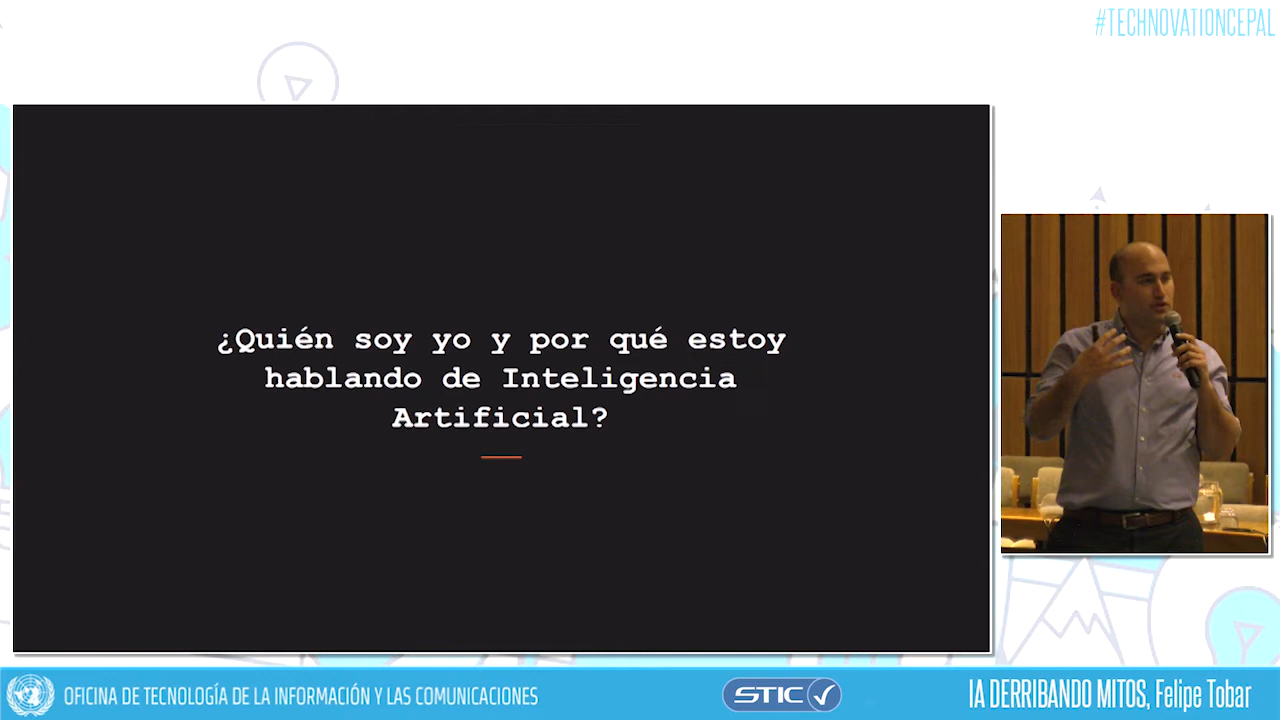 #TECHNOVATIONCEPAL
¿Quién soy yo y por qué estoy
hablando de Inteligencia
Artificial?
OFICINA DE TECNOLOGÍA DE LA INFORMACIÓN Y LAS COMUNICACIONES
STIC
IA DERRIBANDO MITOS, Felipe Tobar